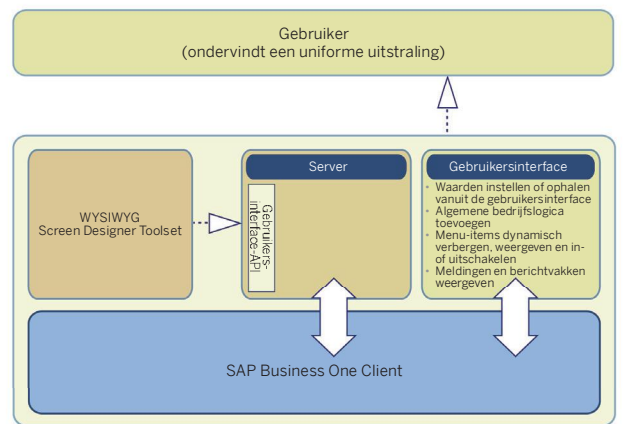 Gebruiker
(ondervindt een uniforme uitstraling)
WYSIWYG
Screen Designer Toolset
Server
Gebruikers-
interface-API
Gebruikersinterface
• Waarden instellen of ophalen
vanuit de gebruikersinterface
• Algemene bedrijfslogica
toevoegen
• Menu-items dynamisch
verbergen, weergeven en in-
of uitschakelen
• Meldingen en berichtvakken
weergeven
SAP Business One Client